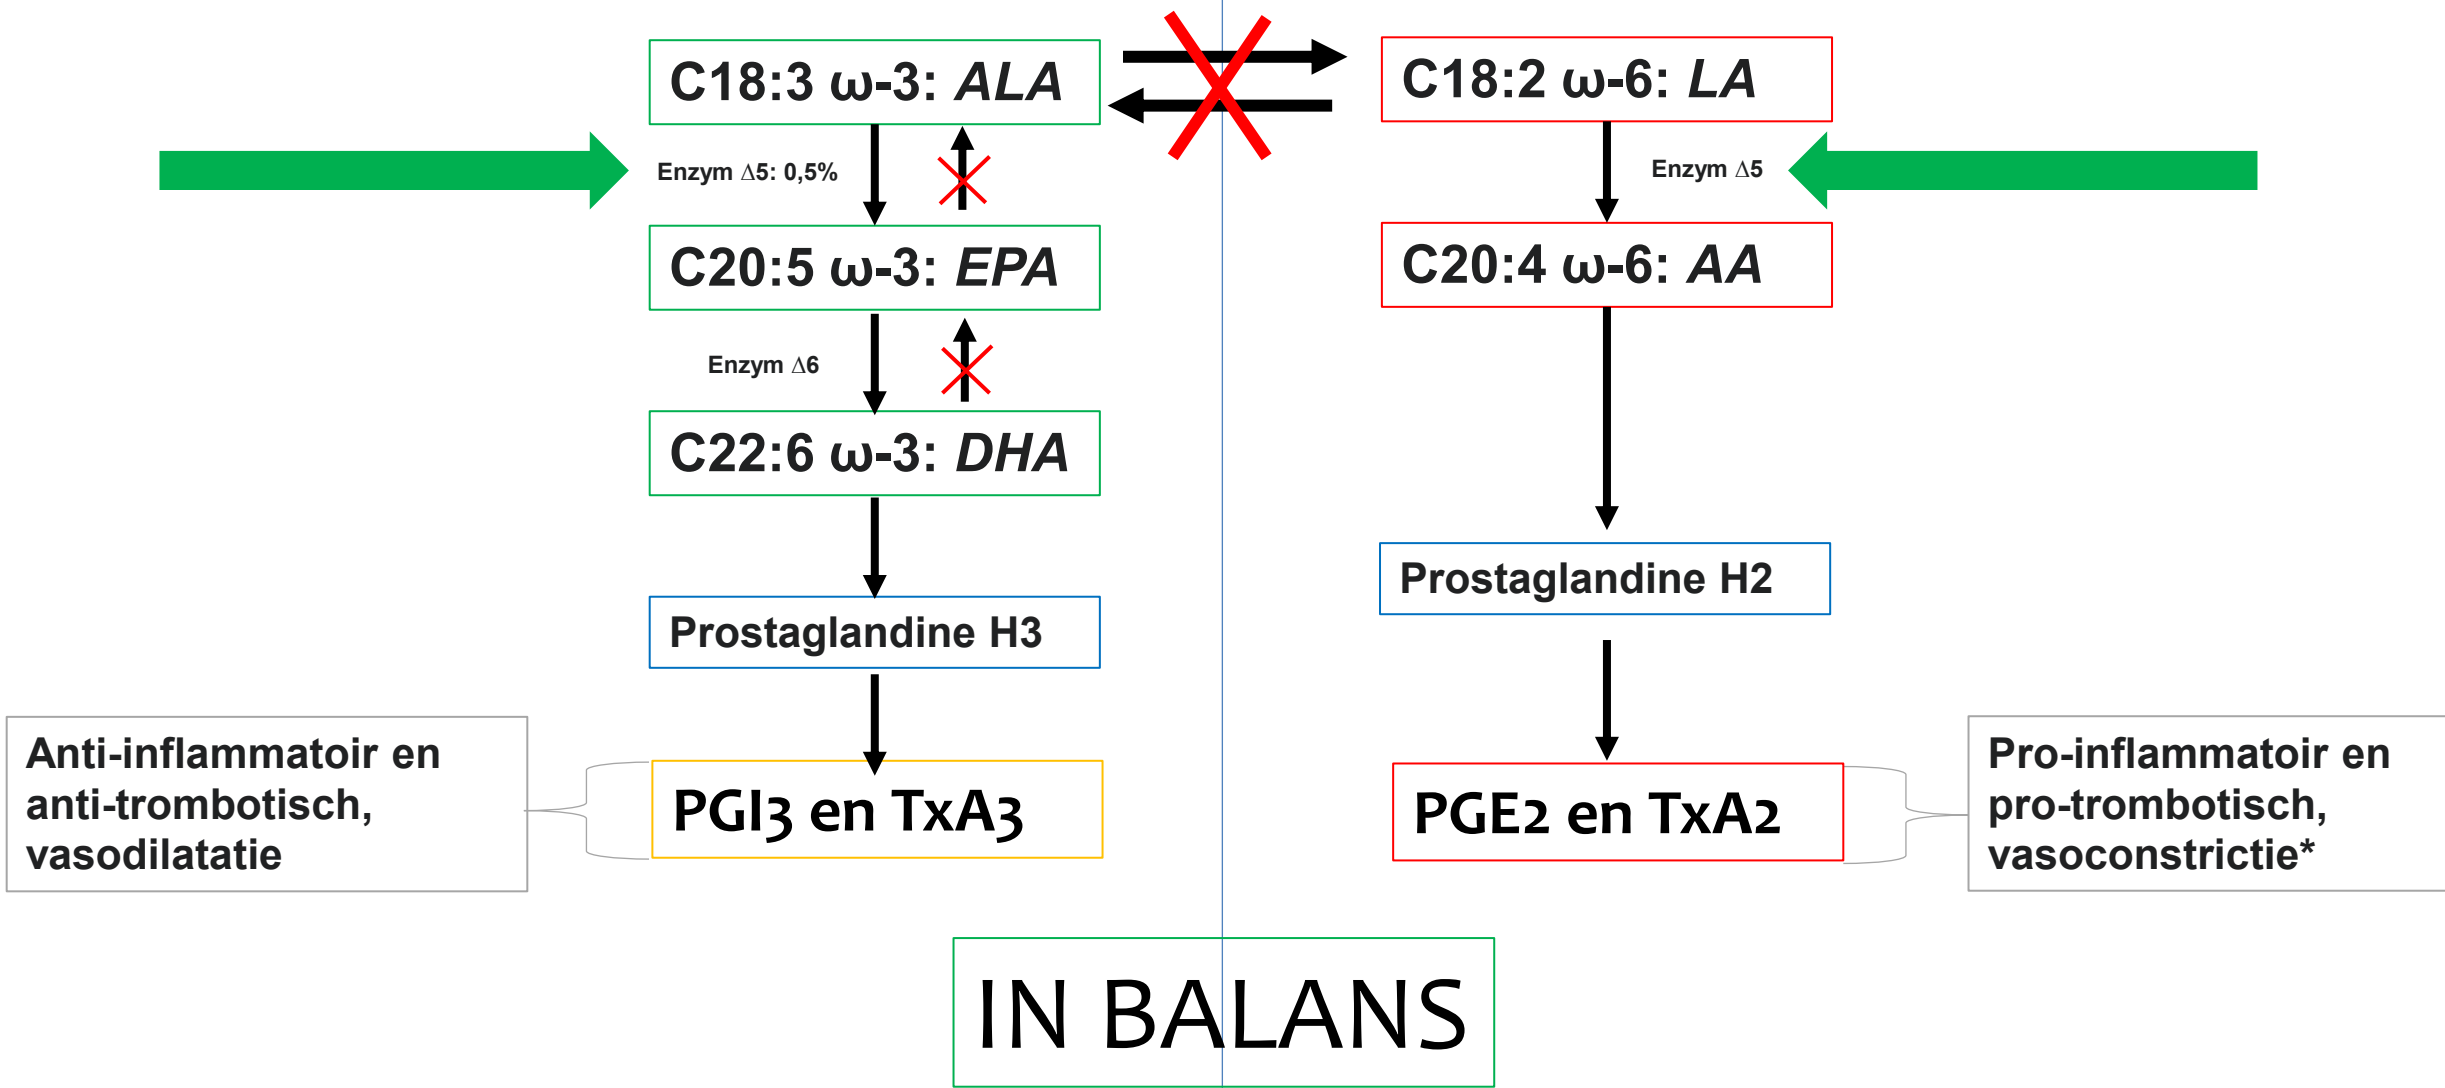 C18:3 ω-3: ALA
Enzym Δ5: 0,5%
C20:5 ω-3: EPA
Enzym Δ6
C22:6 ω-3: DHA
Prostaglandine H3
PGI3 en TxA3
Anti-inflammatoir en
anti-trombotisch,
vasodilatatie
C18:2 ω-6: LA
Enzym Δ5
C20:4 ω-6: AA
Prostaglandine H2
PGE2 en TxA2
Pro-inflammatoir en
pro-trombotisch,
vasoconstrictie*
IN BALANS